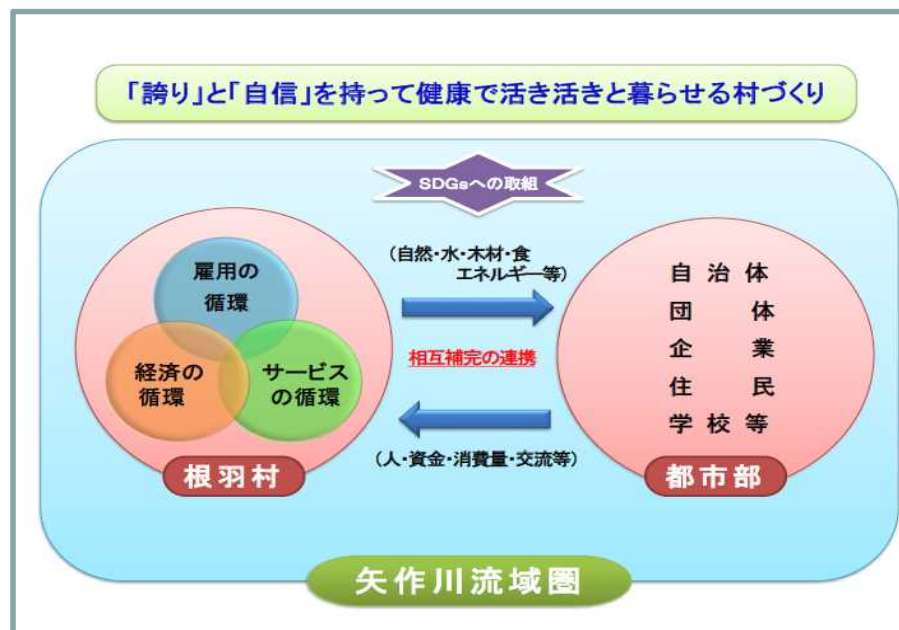 「誇り」と「自信」を持って健康で活き活きと暮らせる村づくり
SDGsへの取組
雇用の
循環
経済の
循環
サービス
の循環
根羽村
(自然・水・木材・食
エネルギー等)
相互補完の連携
(人・資金・消費量・交流等)
自治体
団体
企業
住民
学校等
都市部
矢作川流域圏